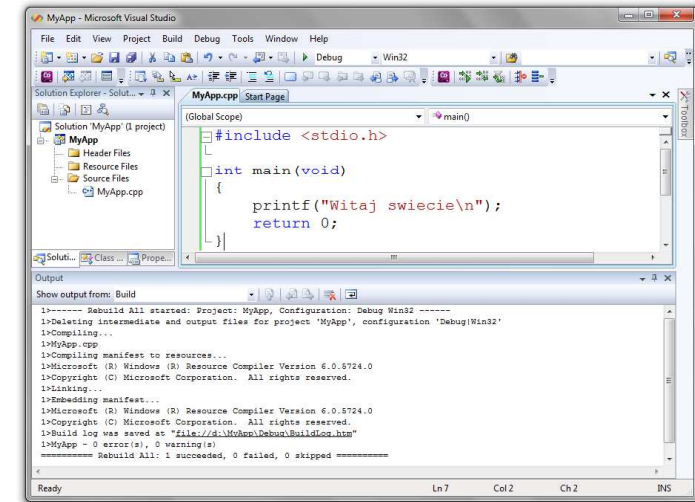 MyApp - Microsoft Visual Studio
File Edit View Project Build Debug Tools Window Help
Debug Win32
Solution Explorer - Solut...
MyApp.cpp Start Page
Toolbox
(Global Scope) main()
Solution 'MyApp' (1 project)
MyApp
Header Files
Resource Files
Source Files
MyApp.cpp
#include <stdio.h>
int main(void)
{
printf("Witaj swiecie\n");
return 0;
}
Soluti... Class ... Prope...
Output
Show output from: Build
1>------ Rebuild All started: Project: MyApp, Configuration: Debug Win32 ------
1>Deleting intermediate and output files for project 'MyApp', configuration 'Debug|Win32'
1>Compiling...
1>MyApp.cpp
1>Compiling manifest to resources...
1>Microsoft (R) Windows (R) Resource Compiler Version 6.0.5724.0
1>Copyright (C) Microsoft Corporation. All rights reserved.
1>Linking...
1>Embedding manifest...
1>Microsoft (R) Windows (R) Resource Compiler Version 6.0.5724.0
1>Copyright (C) Microsoft Corporation. All rights reserved.
1>Build log was saved at "file://d:\MyApp\Debug\BuildLog.htm"
1>MyApp - 0 error(s), 0 warning(s)
========== Rebuild All: 1 succeeded, 0 failed, 0 skipped ==========
Ready Ln 7 Col 2 Ch 2 INS